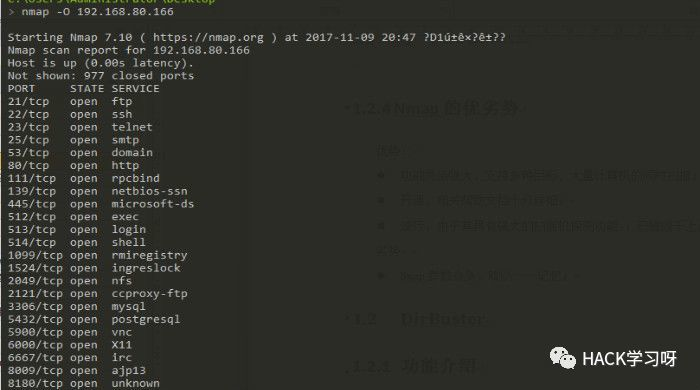 C:\Users\Administrator\Desktop
> nmap -O 192.168.80.166
Starting Nmap 7.10 ( https://nmap.org ) at 2017-11-09 20:47 ?D1ú±ê×?ê±??
Nmap scan report for 192.168.80.166
Host is up (0.00s latency).
Not shown: 977 closed ports
PORT STATE SERVICE
21/tcp open ftp
22/tcp open ssh
23/tcp open telnet
25/tcp open smtp
53/tcp open domain
80/tcp open http
111/tcp open rpcbind
139/tcp open netbios-ssn
445/tcp open microsoft-ds
512/tcp open exec
513/tcp open login
514/tcp open shell
1099/tcp open rmiregistry
1524/tcp open ingreslock
2049/tcp open nfs
2121/tcp open ccproxy-ftp
3306/tcp open mysql
5432/tcp open postgresql
5900/tcp open vnc
6000/tcp open X11
6667/tcp open irc
8009/tcp open ajp13
8180/tcp open unknown
1.2.4 Nmap 的优劣势
1.2 DirBuster
1.2.1 功能介绍
HACK学习呀